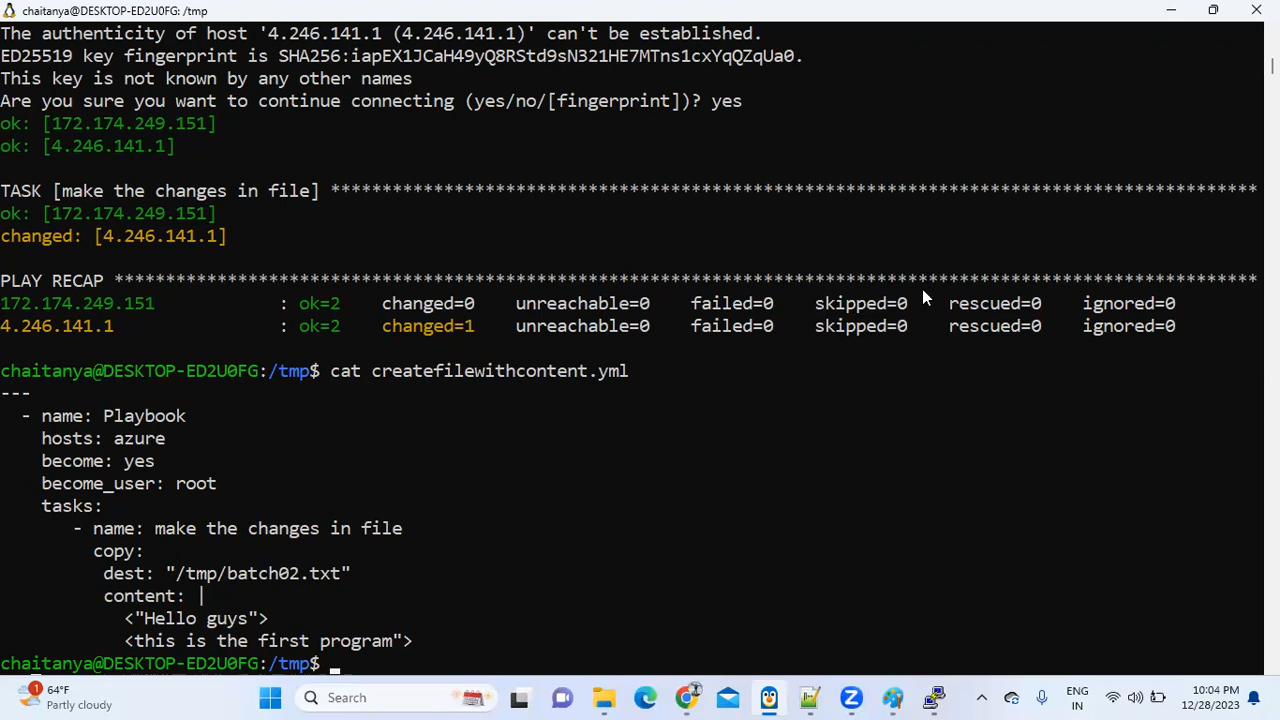 chaitanya@DESKTOP-ED2U0FG: /tmp
The authenticity of host '4.246.141.1 (4.246.141.1)' can't be established.
ED25519 key fingerprint is SHA256:iapEX1JCaH49yQ8RStd9sN321HE7MTns1cxYqQZqUa0.
This key is not known by any other names
Are you sure you want to continue connecting (yes/no/[fingerprint])? yes
ok: [172.174.249.151]
ok: [4.246.141.1]
TASK [make the changes in file] ******************************************************************************************
ok: [172.174.249.151]
changed: [4.246.141.1]
PLAY RECAP ***************************************************************************************************************
172.174.249.151            : ok=2    changed=0    unreachable=0    failed=0    skipped=0    rescued=0    ignored=0
4.246.141.1                : ok=2    changed=1    unreachable=0    failed=0    skipped=0    rescued=0    ignored=0
chaitanya@DESKTOP-ED2U0FG:/tmp$ cat createfilewithcontent.yml
---
  - name: Playbook
    hosts: azure
    become: yes
    become_user: root
    tasks:
       - name: make the changes in file
         copy:
          dest: "/tmp/batch02.txt"
          content: |
            <"Hello guys">
            <this is the first program">
chaitanya@DESKTOP-ED2U0FG:/tmp$ _
1
64°F
Partly cloudy
Search
ENG
IN
10:04 PM
12/28/2023